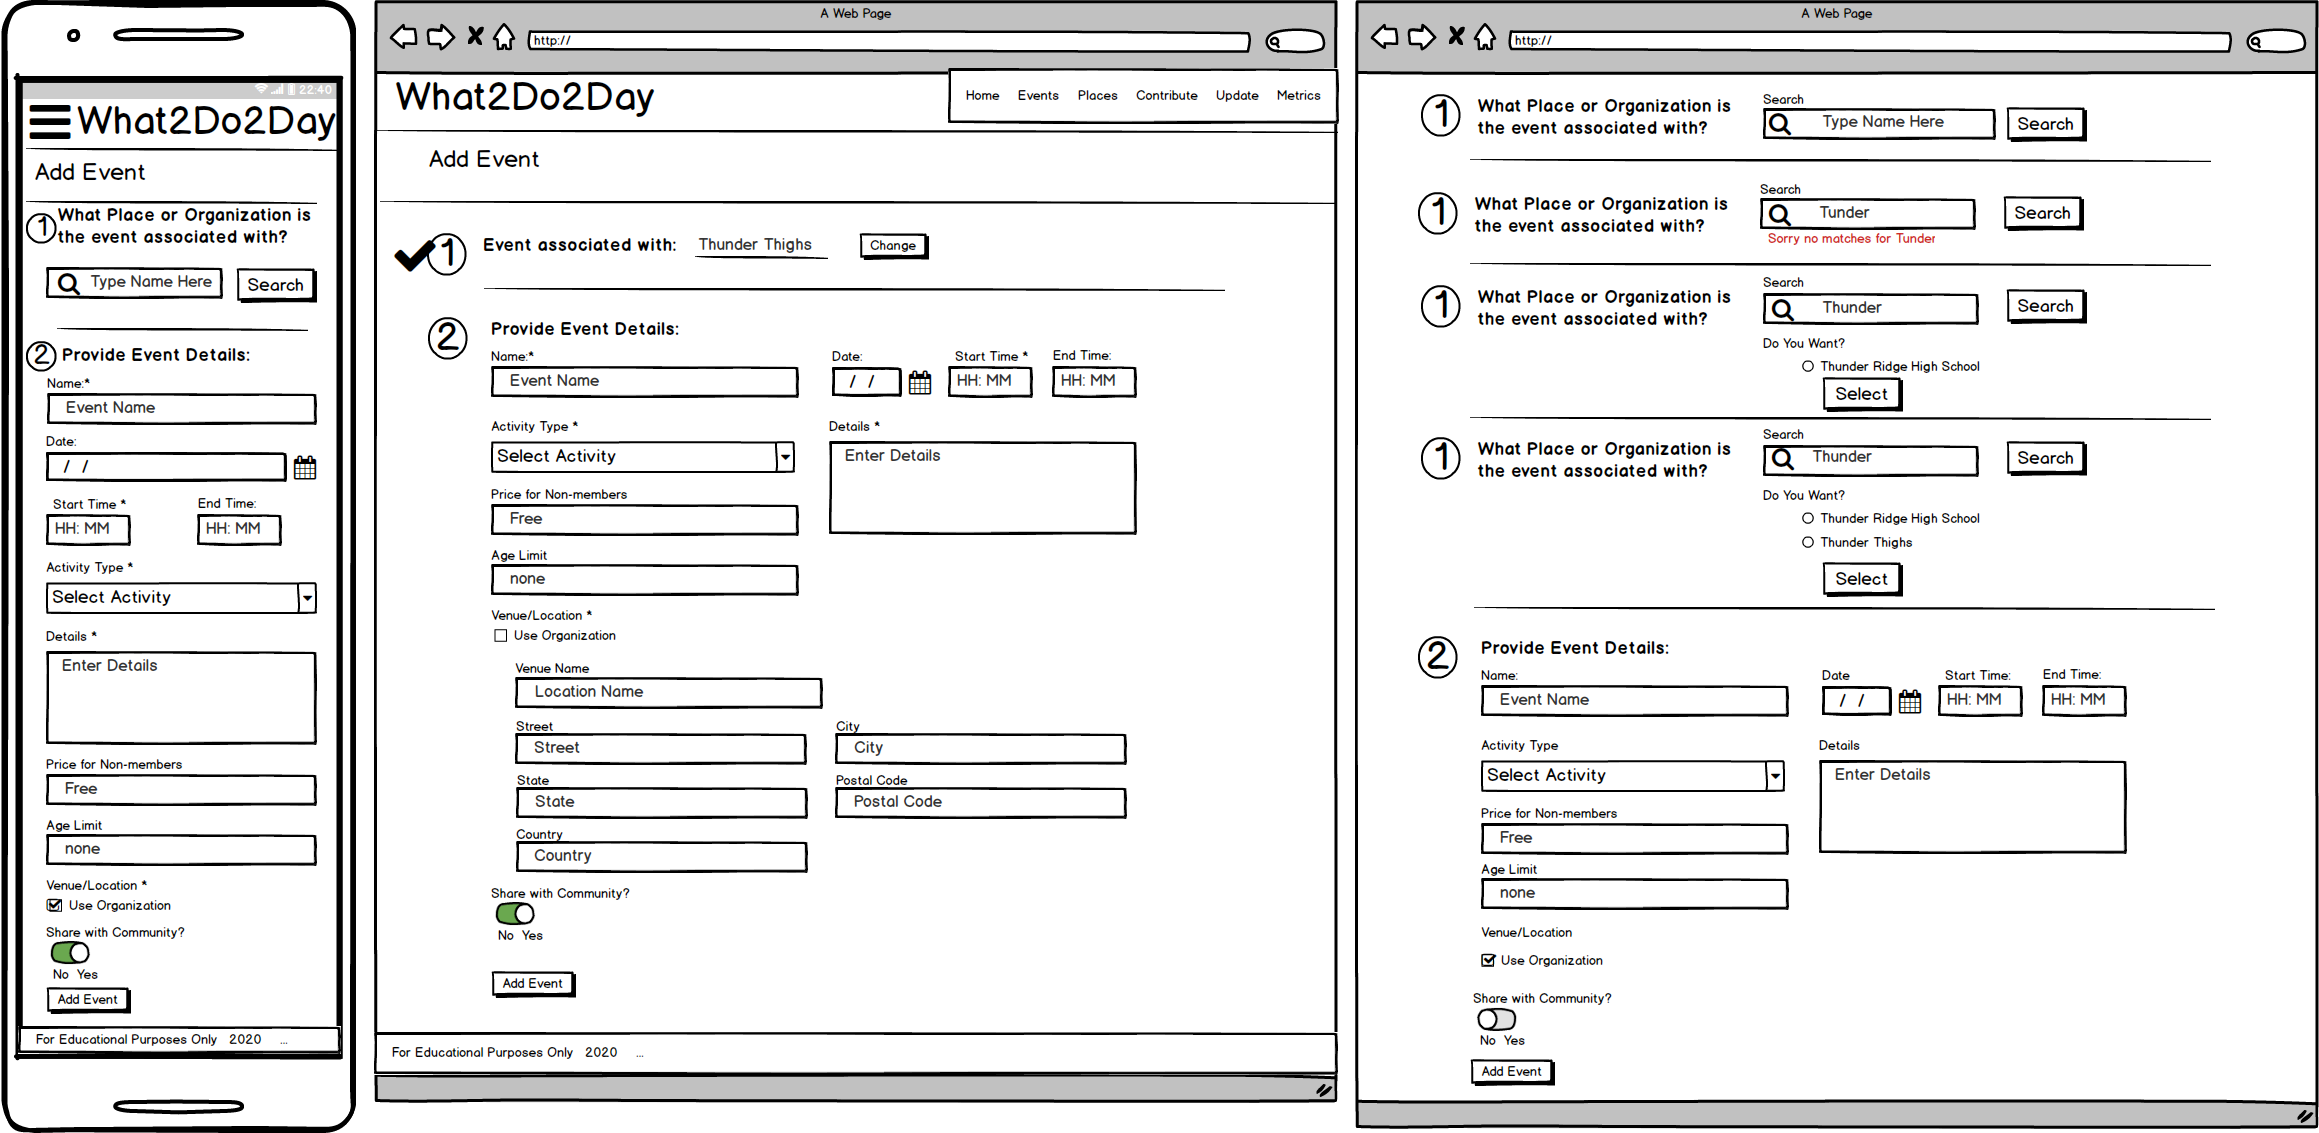 22:40
What2Do2Day
Add Event
1 What Place or Organization is
the event associated with?
Type Name Here Search
2 Provide Event Details:
Name:*
Event Name
Date:
/ /
Start Time * End Time:
HH: MM HH: MM
Activity Type *
Select Activity
Details *
Enter Details
Price for Non-members
Free
Age Limit
none
Venue/Location *
Use Organization
Share with Community?
No Yes
Add Event
For Educational Purposes Only 2020 ...
A Web Page
http://
What2Do2Day
Home Events Places Contribute Update Metrics
Add Event
1 Event associated with: Thunder Thighs Change
2 Provide Event Details:
Name:* Date: Start Time * End Time:
Event Name / / HH: MM HH: MM
Activity Type * Details *
Select Activity Enter Details
Price for Non-members
Free
Age Limit
none
Venue/Location *
Use Organization
Venue Name
Location Name
Street City
Street City
State Postal Code
State Postal Code
Country
Country
Share with Community?
No Yes
Add Event
For Educational Purposes Only 2020 ...
A Web Page
http://
Search
1 What Place or Organization is
the event associated with?
Type Name Here Search
Search
1 What Place or Organization is
the event associated with?
Tunder Search
Sorry no matches for Tunder
Search
1 What Place or Organization is
the event associated with?
Thunder Search
Do You Want?
Thunder Ridge High School
Select
Search
1 What Place or Organization is
the event associated with?
Thunder Search
Do You Want?
Thunder Ridge High School
Thunder Thighs
Select
2 Provide Event Details:
Name: Date Start Time: End Time:
Event Name / / HH: MM HH: MM
Activity Type Details
Select Activity Enter Details
Price for Non-members
Free
Age Limit
none
Venue/Location
Use Organization
Share with Community?
No Yes
Add Event